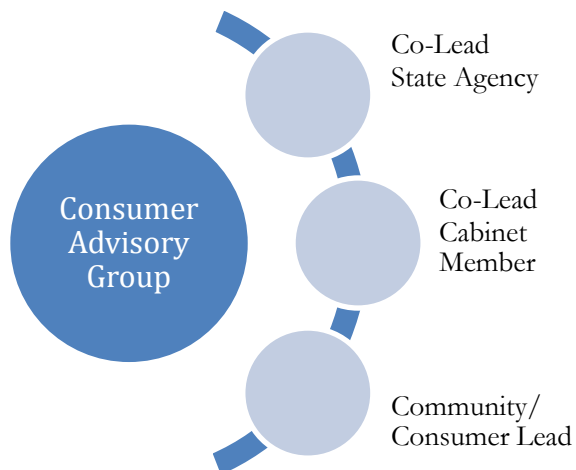 Co-Lead
State Agency
Consumer
Advisory
Group
Co-Lead
Cabinet
Member
Community/
Consumer Lead